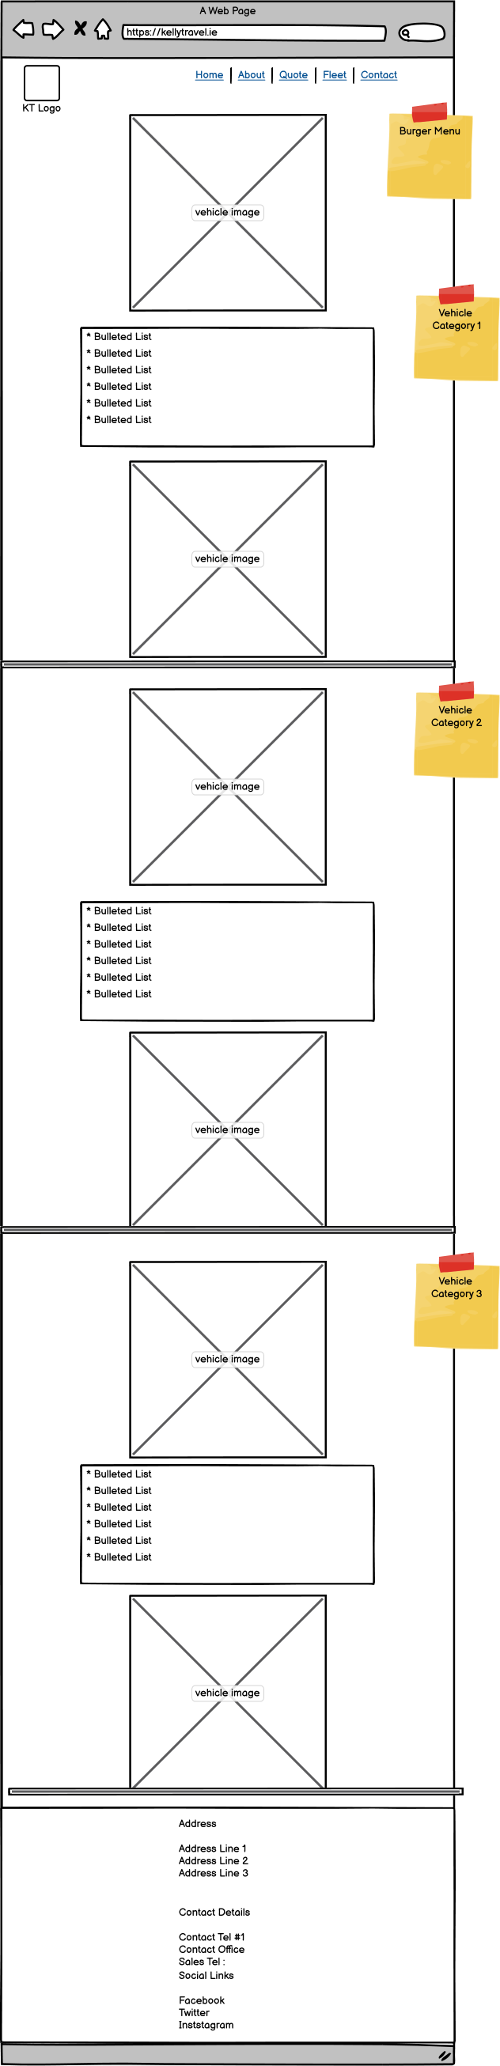 A Web Page
https://kellytravel.ie
Home | About | Quote | Fleet | Contact
KT Logo
Burger Menu
vehicle image
Vehicle
Category 1
* Bulleted List
* Bulleted List
* Bulleted List
* Bulleted List
* Bulleted List
* Bulleted List
vehicle image
Vehicle
Category 2
vehicle image
* Bulleted List
* Bulleted List
* Bulleted List
* Bulleted List
* Bulleted List
* Bulleted List
vehicle image
Vehicle
Category 3
vehicle image
* Bulleted List
* Bulleted List
* Bulleted List
* Bulleted List
* Bulleted List
* Bulleted List
vehicle image
Address
Address Line 1
Address Line 2
Address Line 3
Contact Details
Contact Tel #1
Contact Office
Sales Tel :
Social Links
Facebook
Twitter
Inststagram